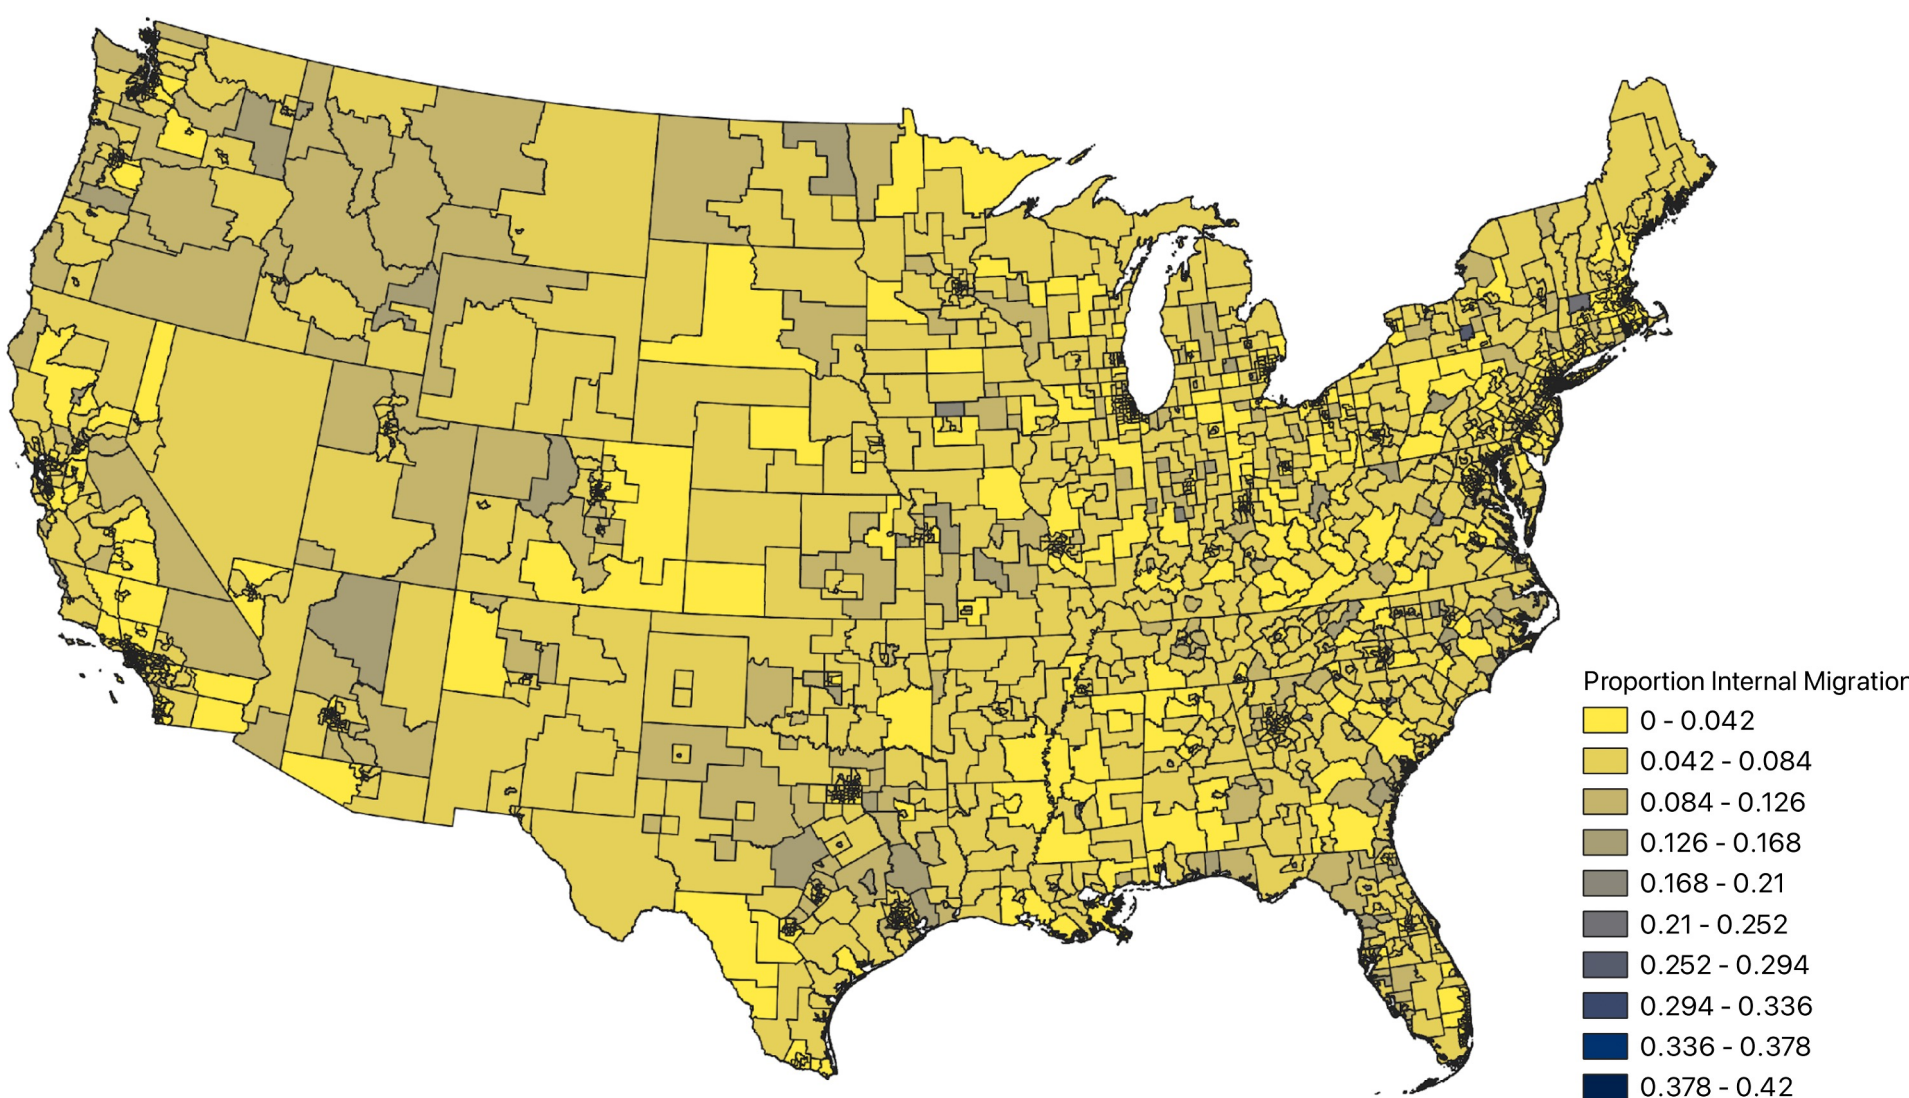 Proportion Internal Migration
0 - 0.042
0.042 - 0.084
0.084 - 0.126
0.126 - 0.168
0.168 - 0.21
0.21 - 0.252
0.252 - 0.294
0.294 - 0.336
0.336 - 0.378
0.378 - 0.42